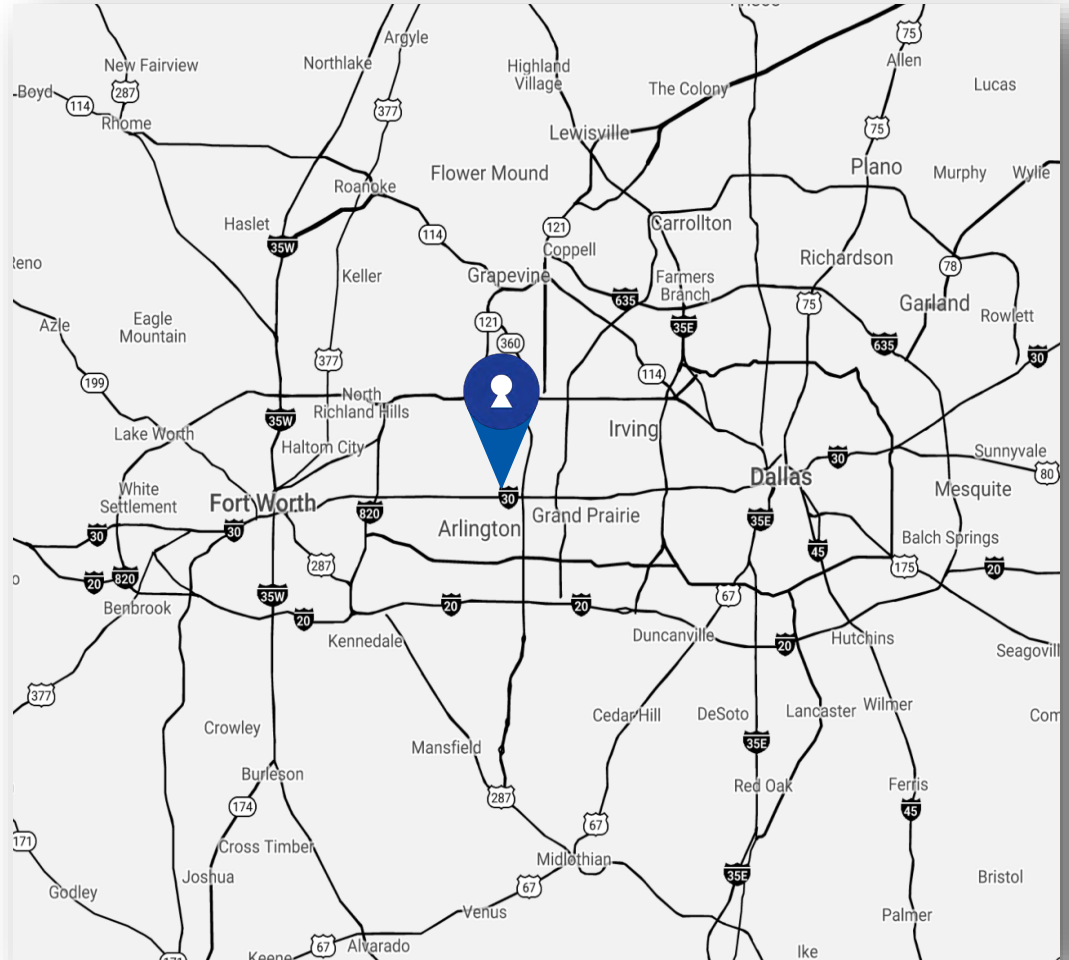 Argyle
75
New Fairview
Northlake
Highland
Village
Allen
Boyd
287
114
377
The Colony
Lucas
Rhome
Lewisville
75
Flower Mound
Plano
Murphy
Wylie
Roanoke
Haslet
121
Carrollton
35W
114
Coppell
Richardson
78
Keller
Grapevine
Farmers
Branch
635
75
Garland
Rowlett
Azle
Eagle
Mountain
121
35E
360
635
30
377
199
114
North
Richland Hills
35W
Lake Worth
Haltom City
Irving
30
Sunnyvale
80
Dallas
White
Settlement
Fort Worth
30
Mesquite
820
Arlington
Grand Prairie
35E
30
30
Balch Springs
45
287
175
20
820
20
35W
67
Benbrook
20
20
20
Kennedale
Duncanville
Hutchins
20
Seagovill
377
Crowley
Cedar Hill
DeSoto
Lancaster
Wilmer
Com
Mansfield
35E
Burleson
Red Oak
Ferris
287
174
45
67
171
Cross Timber
Midlothian
Joshua
35E
Godley
67
Bristol
Venus
Palmer
67
Alvarado
Ike
Keene
171